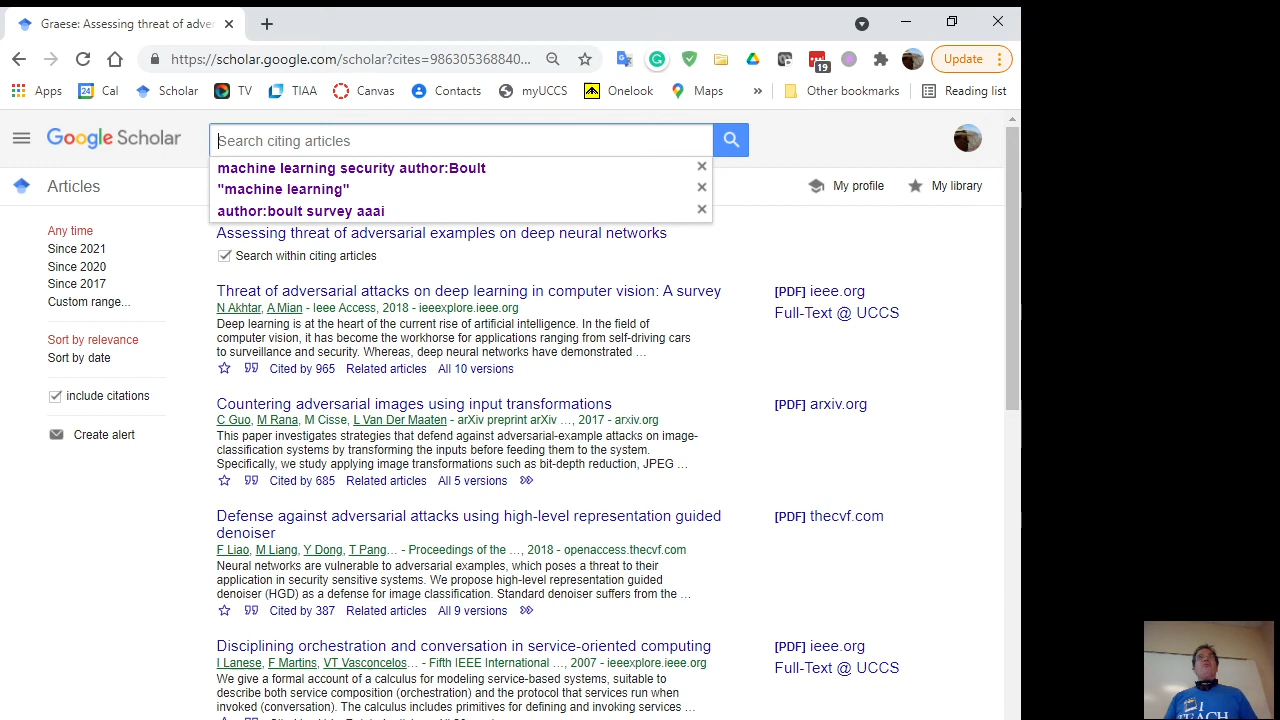 Graese: Assessing threat of adver
https://scholar.google.com/scholar?cites=986305368840...
19
Update
Apps
24
Cal
Scholar
TV
TIAA
Canvas
Contacts
myUCCS
Onelook
Maps
»
Other bookmarks
Reading list
Google Scholar
Search citing articles
machine learning security author:Boult
"machine learning"
author:boult survey aaai
Articles
My profile
My library
Any time
Since 2021
Since 2020
Since 2017
Custom range...
Sort by relevance
Sort by date
include citations
Create alert
Assessing threat of adversarial examples on deep neural networks
Search within citing articles
Threat of adversarial attacks on deep learning in computer vision: A survey
[PDF] ieee.org
N Akhtar, A Mian - Ieee Access, 2018 - ieeexplore.ieee.org
Full-Text @ UCCS
Deep learning is at the heart of the current rise of artificial intelligence. In the field of
computer vision, it has become the workhorse for applications ranging from self-driving cars
to surveillance and security. Whereas, deep neural networks have demonstrated …
Cited by 965 Related articles All 10 versions
Countering adversarial images using input transformations
[PDF] arxiv.org
C Guo, M Rana, M Cisse, L Van Der Maaten - arXiv preprint arXiv …, 2017 - arxiv.org
This paper investigates strategies that defend against adversarial-example attacks on image-
classification systems by transforming the inputs before feeding them to the system.
Specifically, we study applying image transformations such as bit-depth reduction, JPEG …
Cited by 685 Related articles All 5 versions
Defense against adversarial attacks using high-level representation guided
denoiser
[PDF] thecvf.com
F Liao, M Liang, Y Dong, T Pang… - Proceedings of the …, 2018 - openaccess.thecvf.com
Neural networks are vulnerable to adversarial examples, which poses a threat to their
application in security sensitive systems. We propose high-level representation guided
denoiser (HGD) as a defense for image classification. Standard denoiser suffers from the …
Cited by 387 Related articles All 9 versions
Disciplining orchestration and conversation in service-oriented computing
[PDF] ieee.org
I Lanese, F Martins, VT Vasconcelos… - Fifth IEEE International …, 2007 - ieeexplore.ieee.org
Full-Text @ UCCS
We give a formal account of a calculus for modeling service-based systems, suitable to
describe both service composition (orchestration) and the protocol that services run when
invoked (conversation). The calculus includes primitives for defining and invoking services …
I
TEACH